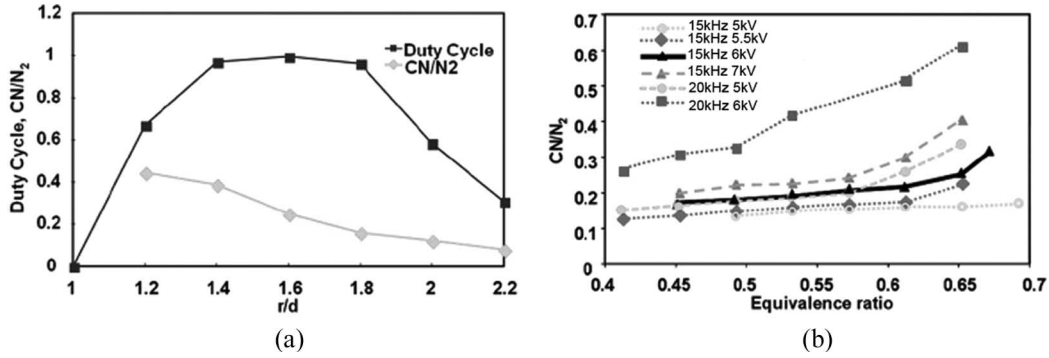 1.2
1
0.8
0.6
0.4
0.2
0
1 1.2 1.4 1.6 1.8 2 2.2
Duty Cycle, CN/N2
r/d
Duty Cycle
CN/N2
(a)
0.7
0.6
0.5
0.4
0.3
0.2
0.1
0
0.4 0.45 0.5 0.55 0.6 0.65 0.7
CN/N2
Equivalence ratio
15kHz 5kV
15kHz 5.5kV
15kHz 6kV
15kHz 7kV
20kHz 5kV
20kHz 6kV
(b)